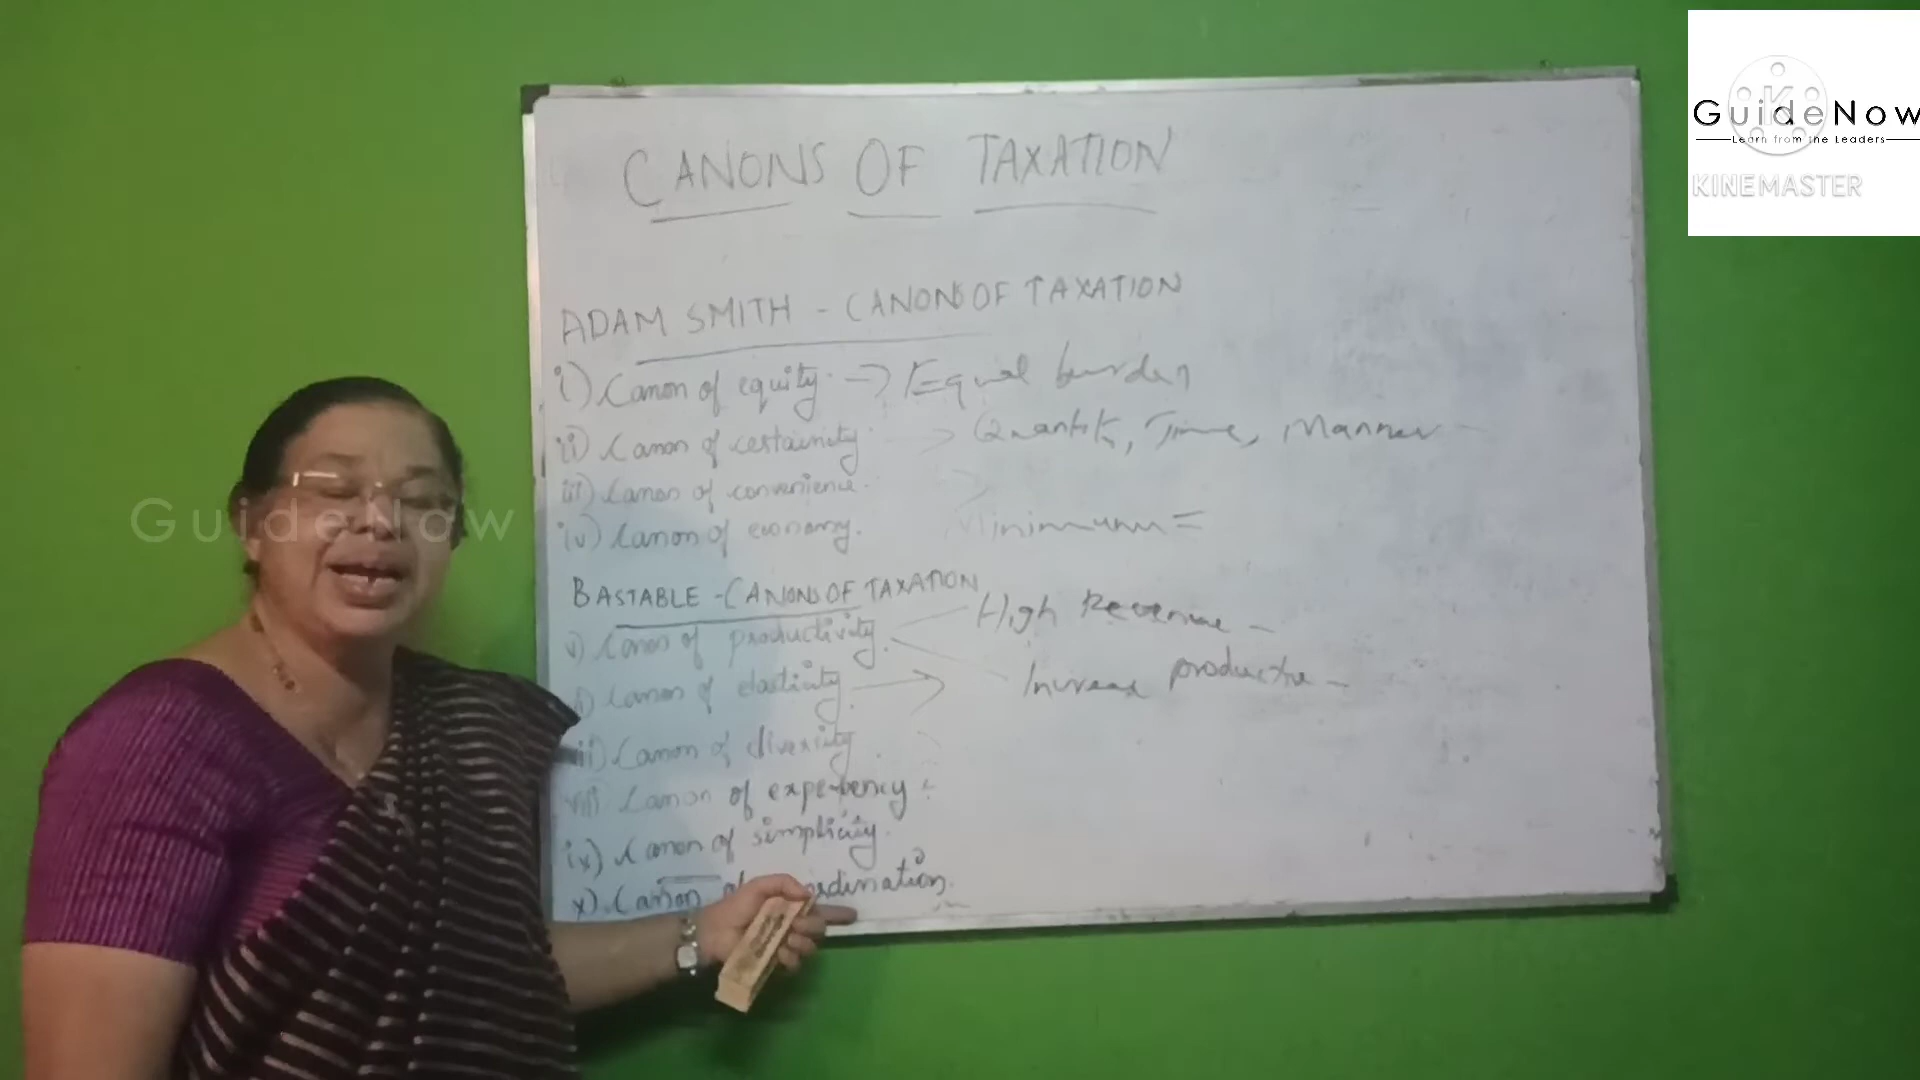 CANONS OF TAXATION
ADAM SMITH - CANONS OF TAXATION
i) Canon of equity. → Equal burden
ii) Canon of certainity. > Quantity, Time, Manner -
iii) Canon of convenience.
iv) Canon of economy. Minimum =
BASTABLE - CANONS OF TAXATION
v) Canon of productivity. High Revenue -
Increase productive -
Canon of elasticity. →
Canon of diversity
viii Canon of expediency.
ix) Canon of simplicity.
x) Canon
GuideNow
Learn from the Leaders
KINEMASTER
GuideNow